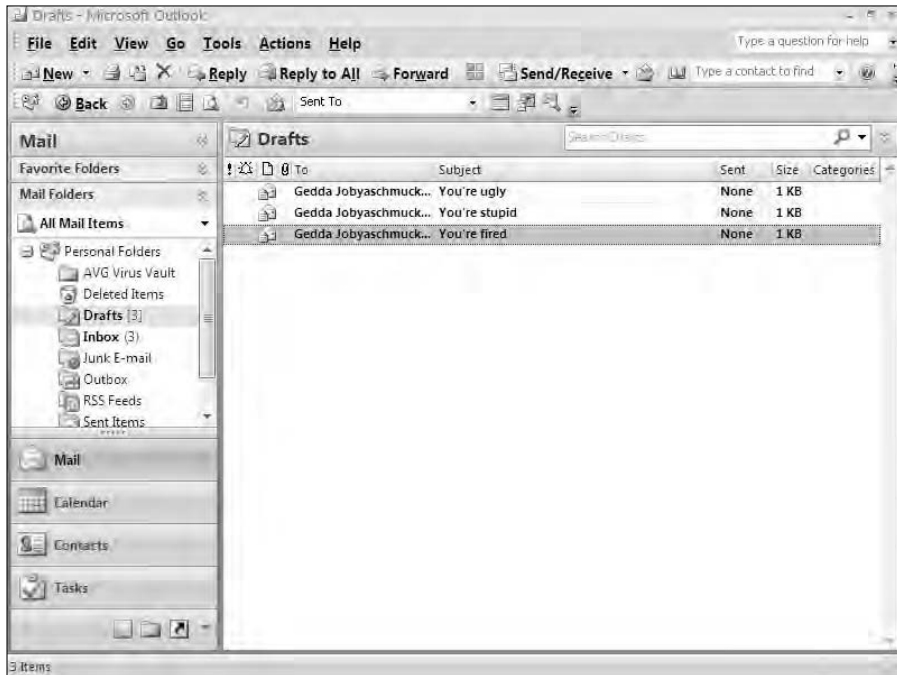 Drafts - Microsoft Outlook
File Edit View Go Tools Actions Help Type a question for help
New Reply Reply to All Forward Send/Receive Type a contact to find
Back Sent To
Mail
Favorite Folders
Mail Folders
All Mail Items
Personal Folders
AVG Virus Vault
Deleted Items
Drafts [3]
Inbox (3)
Junk E-mail
Outbox
RSS Feeds
Sent Items
Mail
Calendar
Contacts
Tasks
Drafts Search Drafts
To Subject Sent Size Categories
Gedda Jobyaschmuck... You're ugly None 1 KB
Gedda Jobyaschmuck... You're stupid None 1 KB
Gedda Jobyaschmuck... You're fired None 1 KB
3 Items